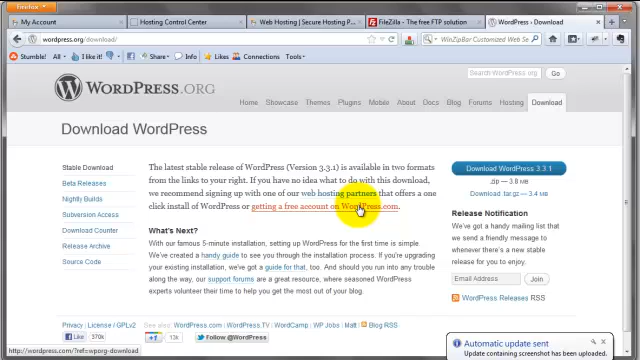 Firefox
My Account
Hosting Control Center
Web Hosting | Secure Hosting P...
FileZilla - The free FTP solution
WordPress › Download
wordpress.org/download/
WinZipBar Customized Web Se
Stumble!
All
I like it!
Info
Likes
Connections
Tools
WORDPRESS.ORG
Search WordPress.org
Go
Home Showcase Themes Plugins Mobile About Docs Blog Forums Hosting Download
Download WordPress
Stable Download
Beta Releases
Nightly Builds
Subversion Access
Download Counter
Release Archive
Source Code
The latest stable release of WordPress (Version 3.3.1) is available in two formats
from the links to your right. If you have no idea what to do with this download,
we recommend signing up with one of our web hosting partners that offers a one
click install of WordPress or getting a free account on WordPress.com.
What's Next?
With our famous 5-minute installation, setting up WordPress for the first time is simple.
We've created a handy guide to see you through the installation process. If you're upgrading
your existing installation, we've got a guide for that, too. And should you run into any trouble
along the way, our support forums are a great resource, where seasoned WordPress
experts volunteer their time to help you get the most out of your blog.
Download WordPress 3.3.1
.zip – 3.8 MB
Download .tar.gz – 3.4 MB
Release Notification
We've got a handy mailing list that
we send a friendly message to
whenever there's a new stable
release for you to enjoy.
Email Address
Join
WordPress Releases RSS
Privacy | License / GPLv2
See also: WordPress.com | WordPress.TV | WordCamp | WP Jobs | Matt | Blog RSS
Like 570k
+1 13k
Follow @WordPress
http://wordpress.com/?ref=wporg-download
Automatic update sent
Update containing screenshot has been displayed.